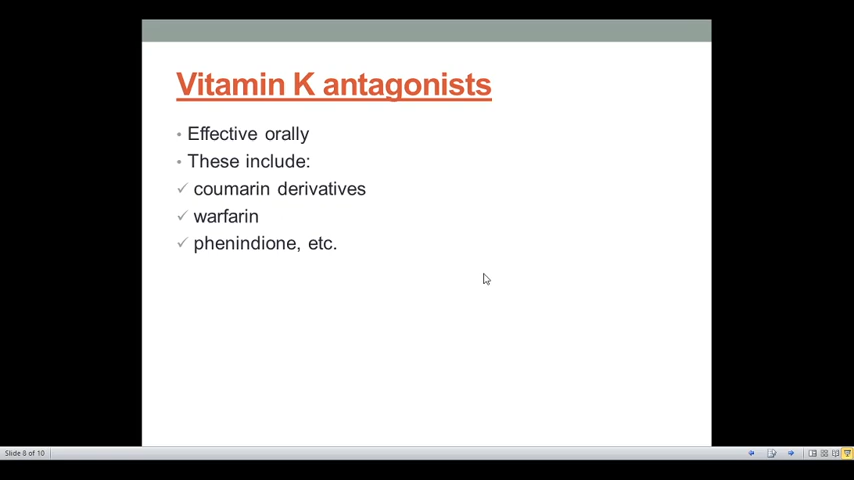 Vitamin K antagonists
• Effective orally
• These include:
✓ coumarin derivatives
✓ warfarin
✓ phenindione, etc.
Slide 8 of 10